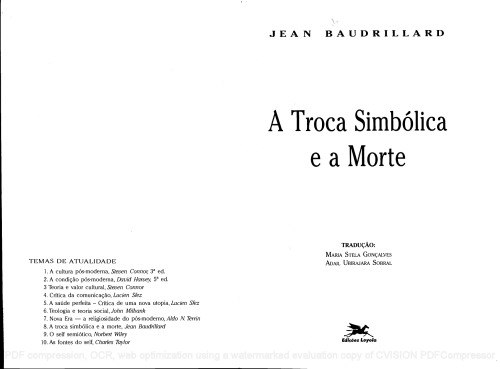 TEMAS DE ATUALIDADE
1. A cultura pós-moderna, Steven Connor, 3ª ed.
2. A condição pós-moderna, David Harvey, 5ª ed.
3 Teoria e valor cultural, Steven Connor
4. Crítica da comunicação, Lucien Sfez
5. A saúde perfeita – Crítica de uma nova utopia, Lucien Sfez
6. Teologia e teoria social, John Milbank
7. Nova Era — a religiosidade do pós-moderno, Aldo N. Terrin
8. A troca simbólica e a morte, Jean Baudrillard
9. O self semiótico, Norbert Wiley
10. As fontes do self, Charles Taylor
JEAN BAUDRILLARD
A Troca Simbólica
e a Morte
TRADUÇÃO:
MARIA STELA GONÇALVES
ADAIL UBIRAJARA SOBRAL
Edições Loyola
PDF compression, OCR, web optimization using a watermarked evaluation copy of CVISION PDFCompressor